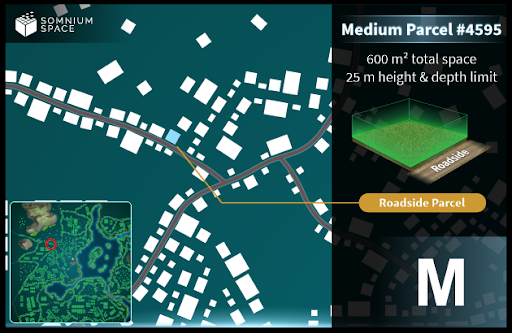 SOMNIUM
SPACE
Medium Parcel #4595
600 m² total space
25 m height & depth limit
Roadside
Roadside Parcel
M